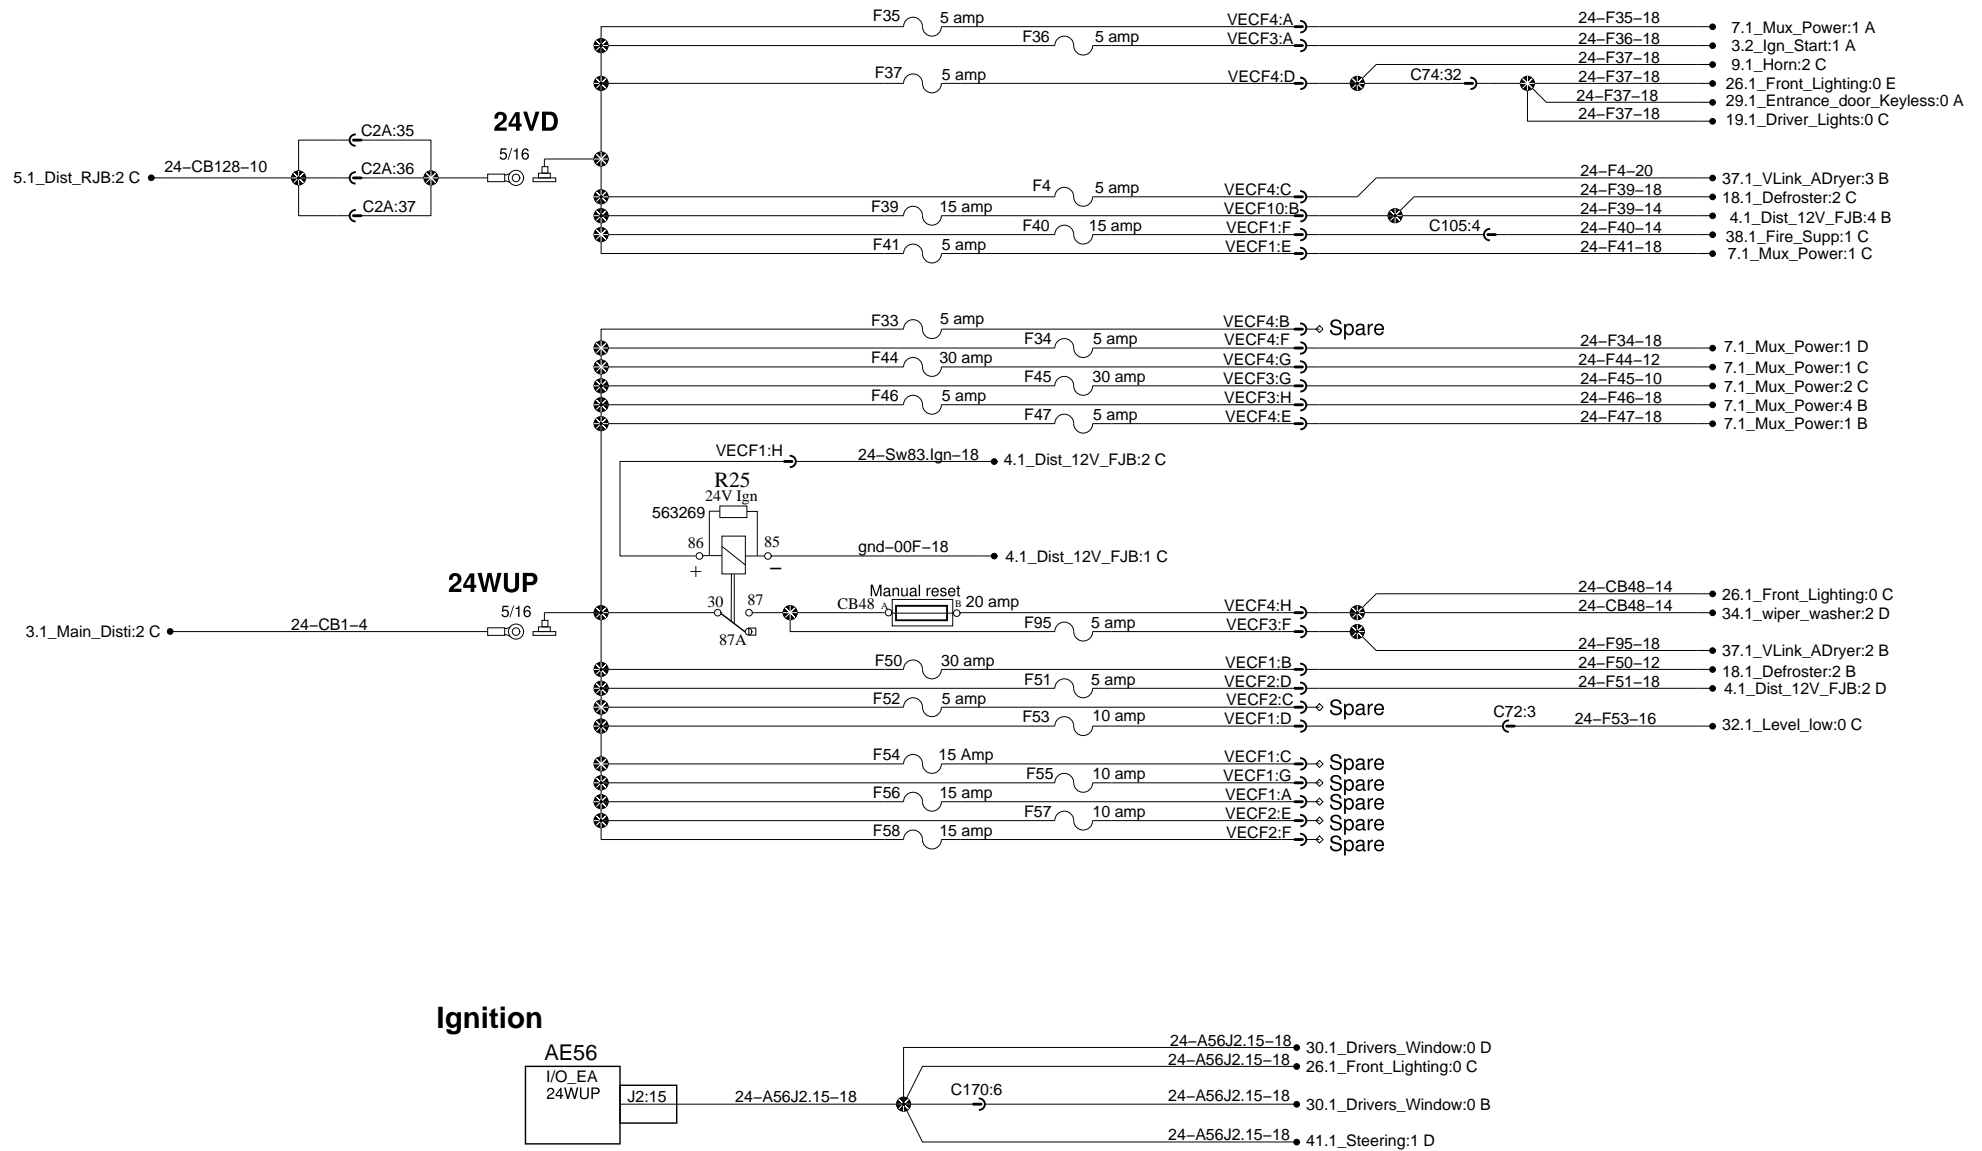 F35 5 amp VECF4:A 24-F35-18 7.1_Mux_Power:1 A
F36 5 amp VECF3:A 24-F36-18 3.2_Ign_Start:1 A
24-F37-18 9.1_Horn:2 C
F37 5 amp VECF4:D C74:32 24-F37-18 26.1_Front_Lighting:0 E
24-F37-18 29.1_Entrance_door_Keyless:0 A
24-F37-18 19.1_Driver_Lights:0 C
24VD
C2A:35
5/16
5.1_Dist_RJB:2 C 24-CB128-10 C2A:36
C2A:37
24-F4-20 37.1_VLink_ADryer:3 B
F4 5 amp VECF4:C 24-F39-18 18.1_Defroster:2 C
F39 15 amp VECF10:B 24-F39-14 4.1_Dist_12V_FJB:4 B
F40 15 amp VECF1:F C105:4 24-F40-14 38.1_Fire_Supp:1 C
F41 5 amp VECF1:E 24-F41-18 7.1_Mux_Power:1 C
F33 5 amp VECF4:B Spare
F34 5 amp VECF4:F 24-F34-18 7.1_Mux_Power:1 D
F44 30 amp VECF4:G 24-F44-12 7.1_Mux_Power:1 C
F45 30 amp VECF3:G 24-F45-10 7.1_Mux_Power:2 C
F46 5 amp VECF3:H 24-F46-18 7.1_Mux_Power:4 B
F47 5 amp VECF4:E 24-F47-18 7.1_Mux_Power:1 B
VECF1:H 24-Sw83.Ign-18 4.1_Dist_12V_FJB:2 C
R25
24V Ign
563269
86 85 gnd-00F-18 4.1_Dist_12V_FJB:1 C
+ −
24WUP
5/16
3.1_Main_Disti:2 C 24-CB1-4
Manual reset
24-CB48-14 26.1_Front_Lighting:0 C
30 87 CB48 A B 20 amp VECF4:H 24-CB48-14 34.1_wiper_washer:2 D
87A F95 5 amp VECF3:F
24-F95-18 37.1_VLink_ADryer:2 B
F50 30 amp VECF1:B 24-F50-12 18.1_Defroster:2 B
F51 5 amp VECF2:D 24-F51-18 4.1_Dist_12V_FJB:2 D
F52 5 amp VECF2:C Spare
F53 10 amp VECF1:D C72:3 24-F53-16 32.1_Level_low:0 C
F54 15 Amp VECF1:C Spare
F55 10 amp VECF1:G Spare
F56 15 amp VECF1:A Spare
F57 10 amp VECF2:E Spare
F58 15 amp VECF2:F Spare
Ignition
AE56
I/O_EA
24WUP
J2:15 24-A56J2.15-18
24-A56J2.15-18 30.1_Drivers_Window:0 D
24-A56J2.15-18 26.1_Front_Lighting:0 C
C170:6 24-A56J2.15-18 30.1_Drivers_Window:0 B
24-A56J2.15-18 41.1_Steering:1 D